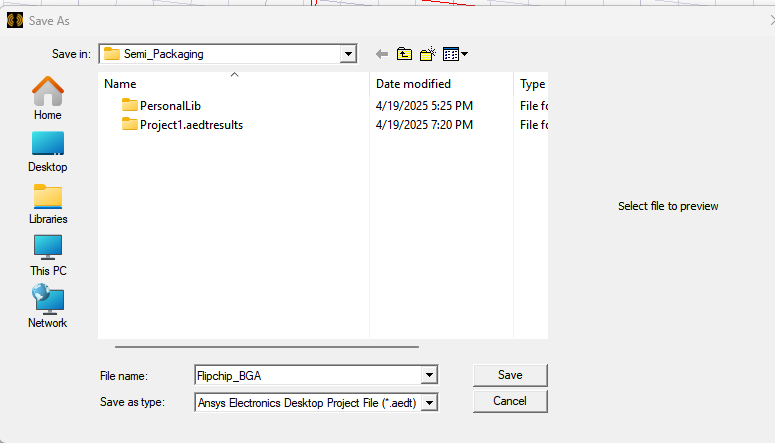 Save As
Save in: Semi_Packaging
Name Date modified Type
PersonalLib 4/19/2025 5:25 PM File fo
Project1.aedtresults 4/19/2025 7:20 PM File fo
Home
Desktop
Libraries
This PC
Network
Select file to preview
File name: Flipchip_BGA Save
Save as type: Ansys Electronics Desktop Project File (*.aedt) Cancel